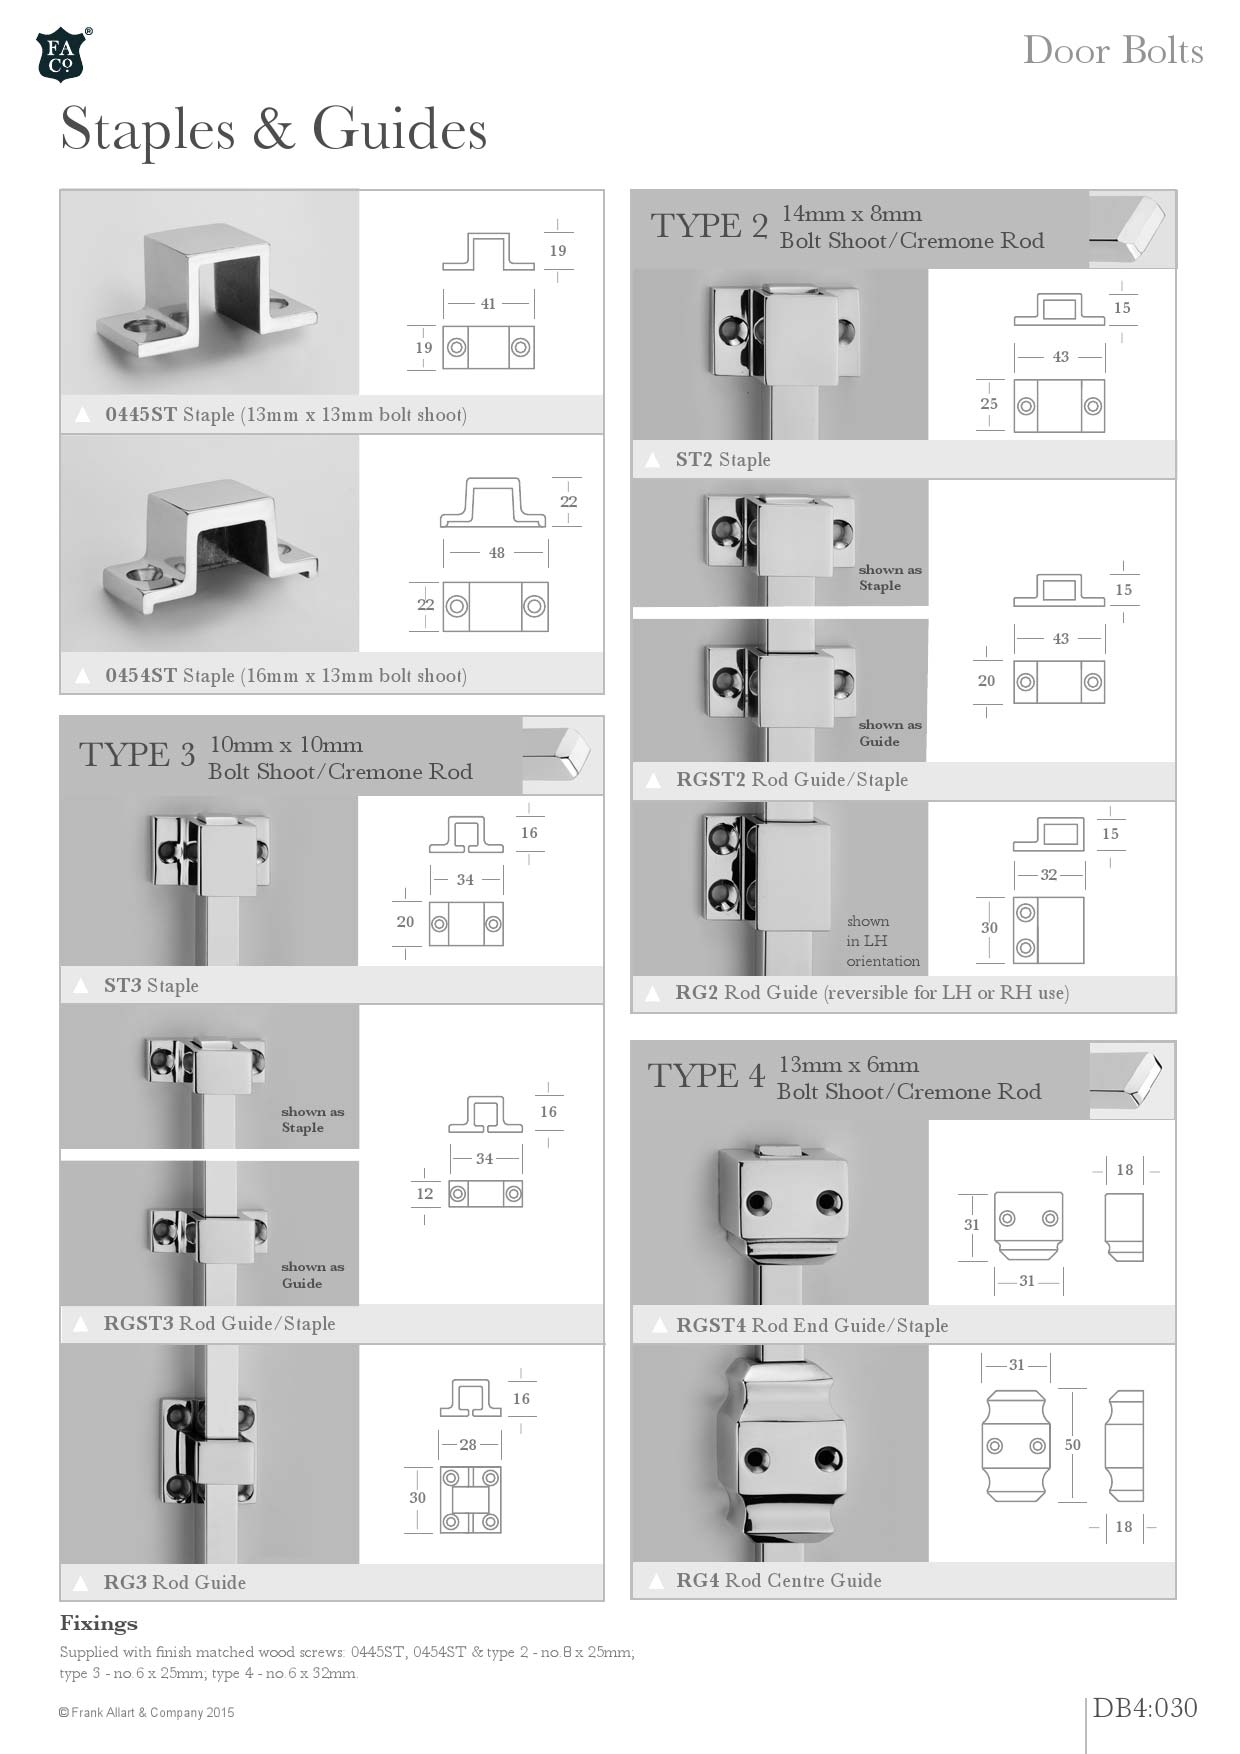 FA
Co.
®
Door Bolts
Staples & Guides
19
41
19
0445ST Staple (13mm x 13mm bolt shoot)
22
48
22
0454ST Staple (16mm x 13mm bolt shoot)
TYPE 3
10mm x 10mm
Bolt Shoot/Cremone Rod
16
34
20
ST3 Staple
shown as
Staple
16
34
12
shown as
Guide
RGST3 Rod Guide/Staple
16
28
30
RG3 Rod Guide
TYPE 2
14mm x 8mm
Bolt Shoot/Cremone Rod
15
43
25
ST2 Staple
shown as
Staple
15
43
20
shown as
Guide
RGST2 Rod Guide/Staple
15
32
30
shown
in LH
orientation
RG2 Rod Guide (reversible for LH or RH use)
TYPE 4
13mm x 6mm
Bolt Shoot/Cremone Rod
18
31
31
RGST4 Rod End Guide/Staple
31
50
18
RG4 Rod Centre Guide
Fixings
Supplied with finish matched wood screws: 0445ST, 0454ST & type 2 - no.8 x 25mm;
type 3 - no.6 x 25mm; type 4 - no.6 x 32mm.
© Frank Allart & Company 2015
DB4:030